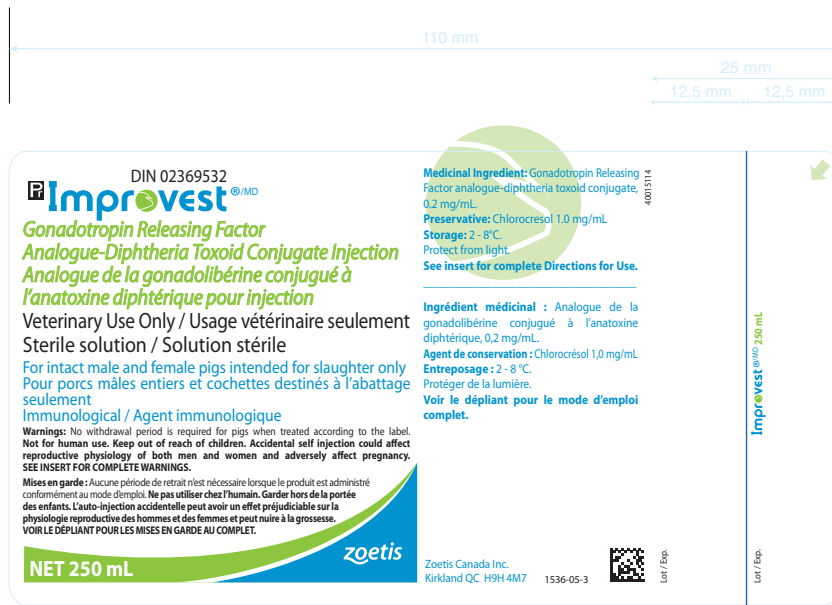 110 mm
25 mm
12,5 mm
12,5 mm
DIN 02369532
Pr Improvest ®/MD
Gonadotropin Releasing Factor
Analogue-Diphtheria Toxoid Conjugate Injection
Analogue de la gonadolibérine conjugué à
l'anatoxine diphtérique pour injection
Veterinary Use Only / Usage vétérinaire seulement
Sterile solution / Solution stérile
For intact male and female pigs intended for slaughter only
Pour porcs mâles entiers et cochettes destinés à l'abattage
seulement
Immunological / Agent immunologique
Warnings: No withdrawal period is required for pigs when treated according to the label.
Not for human use. Keep out of reach of children. Accidental self injection could affect
reproductive physiology of both men and women and adversely affect pregnancy.
SEE INSERT FOR COMPLETE WARNINGS.
Mises en garde : Aucune période de retrait n'est nécessaire lorsque le produit est administré
conformément au mode d'emploi. Ne pas utiliser chez l'humain. Garder hors de la portée
des enfants. L'auto-injection accidentelle peut avoir un effet préjudiciable sur la
physiologie reproductive des hommes et des femmes et peut nuire à la grossesse.
VOIR LE DÉPLIANT POUR LES MISES EN GARDE AU COMPLET.
NET 250 mL
zoetis
Medicinal Ingredient: Gonadotropin Releasing
Factor analogue-diphtheria toxoid conjugate,
0.2 mg/mL.
Preservative: Chlorocresol 1.0 mg/mL
Storage: 2 - 8°C.
Protect from light.
See insert for complete Directions for Use.
Ingrédient médicinal : Analogue de la
gonadolibérine conjugué à l'anatoxine
diphtérique, 0,2 mg/mL.
Agent de conservation : Chlorocrésol 1,0 mg/mL
Entreposage : 2 - 8 °C.
Protéger de la lumière.
Voir le dépliant pour le mode d'emploi
complet.
Zoetis Canada Inc.
Kirkland QC H9H 4M7
1536-05-3
40015114
Lot / Exp.
Improvest ®/MD 250 mL
Lot / Exp.